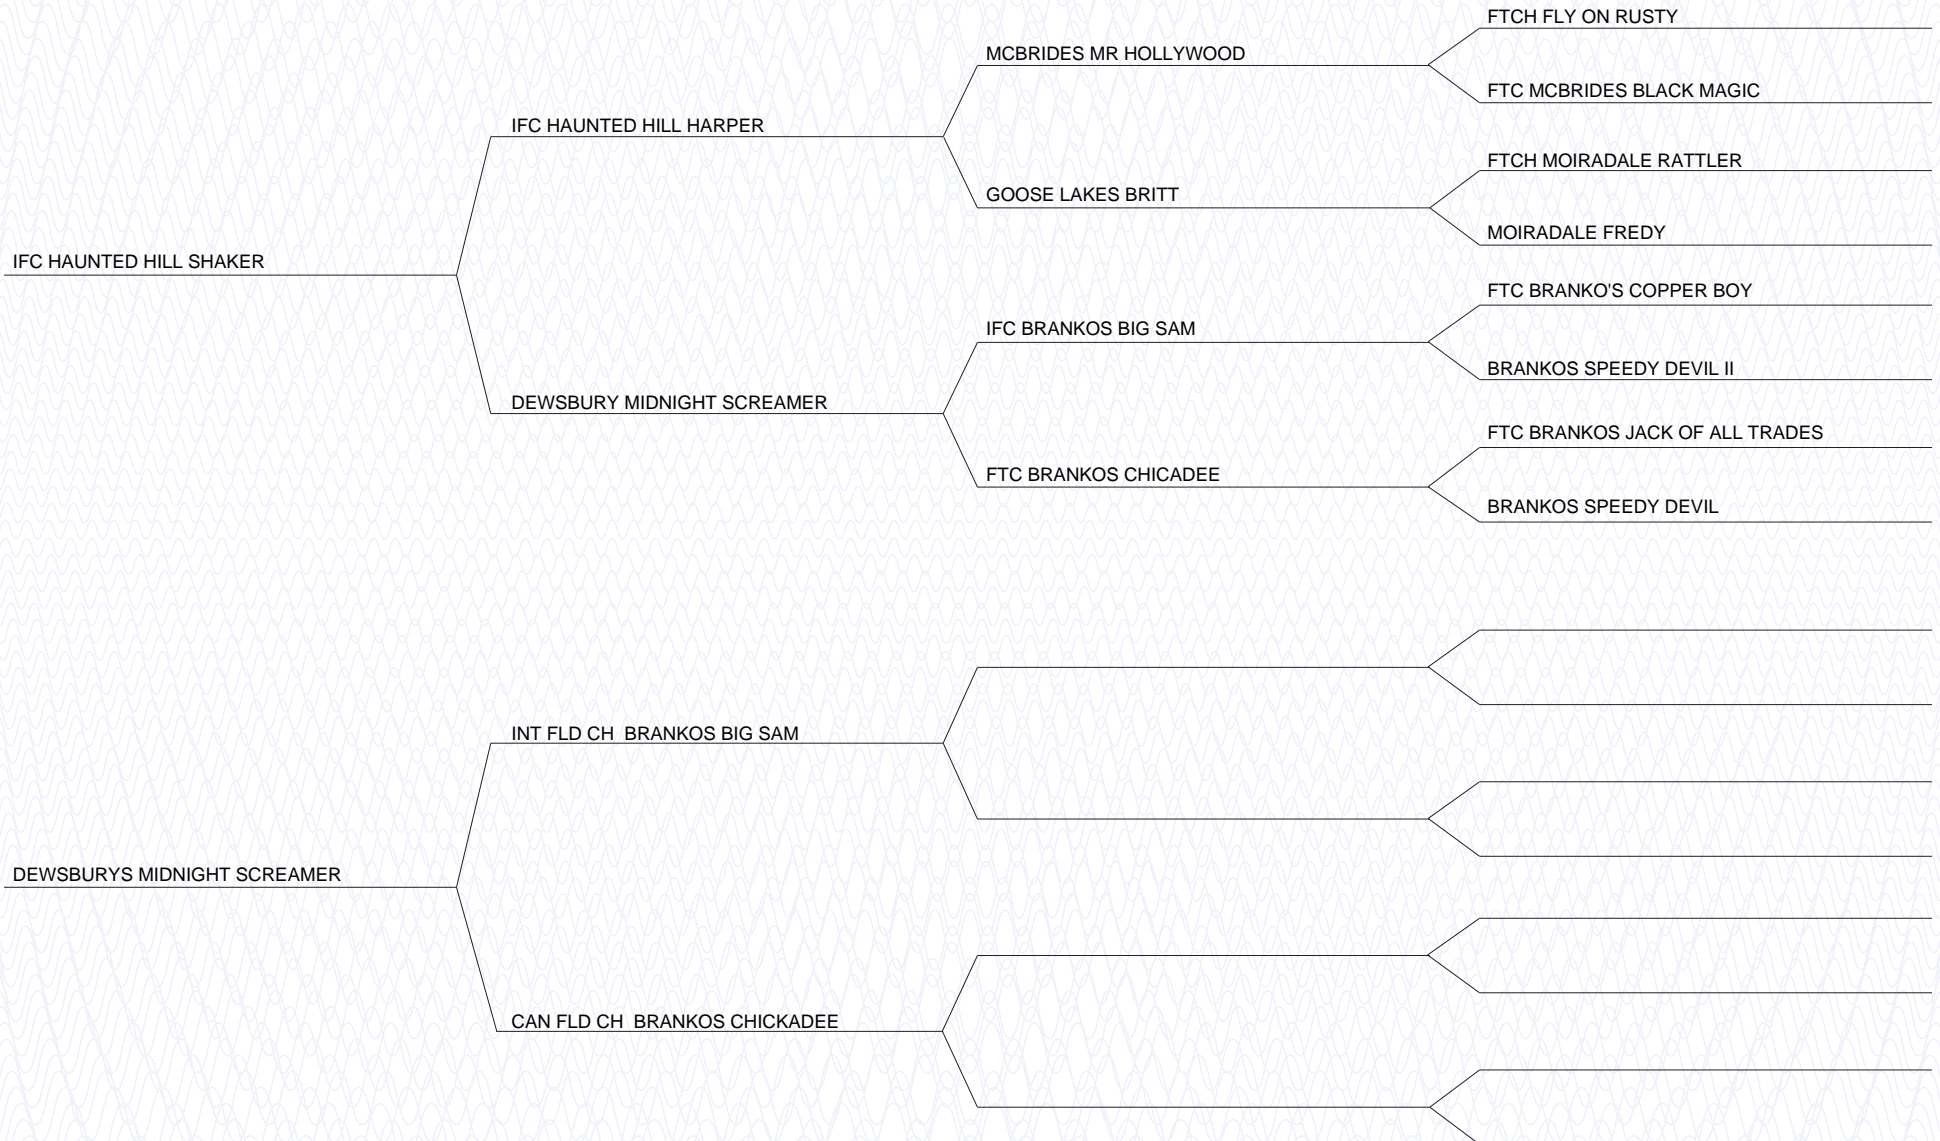 FTCH FLY ON RUSTY
MCBRIDES MR HOLLYWOOD
FTC MCBRIDES BLACK MAGIC
IFC HAUNTED HILL HARPER
FTCH MOIRADALE RATTLER
GOOSE LAKES BRITT
MOIRADALE FREDY
IFC HAUNTED HILL SHAKER
FTC BRANKO'S COPPER BOY
IFC BRANKOS BIG SAM
BRANKOS SPEEDY DEVIL II
DEWSBURY MIDNIGHT SCREAMER
FTC BRANKOS JACK OF ALL TRADES
FTC BRANKOS CHICADEE
BRANKOS SPEEDY DEVIL
INT FLD CH  BRANKOS BIG SAM
DEWSBURYS MIDNIGHT SCREAMER
CAN FLD CH  BRANKOS CHICKADEE